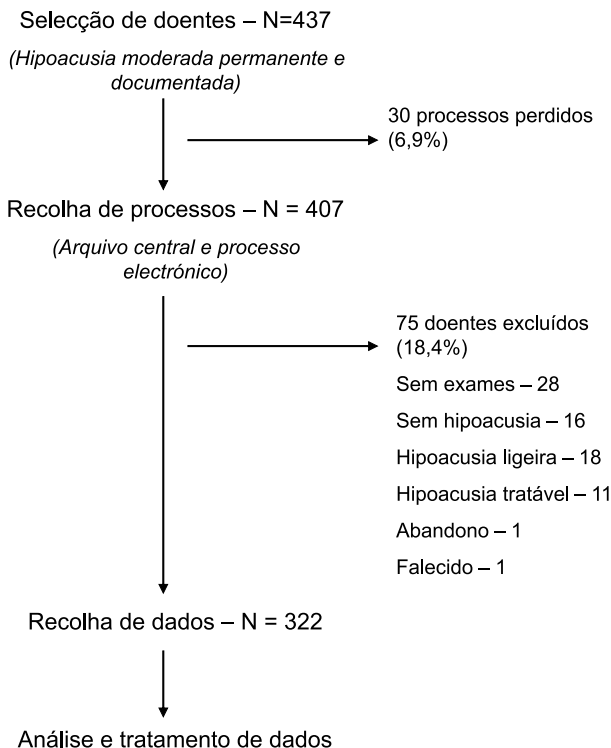 Selecção de doentes – N=437
(Hipoacusia moderada permanente e
documentada)
30 processos perdidos
(6,9%)
Recolha de processos – N = 407
(Arquivo central e processo
electrónico)
75 doentes excluídos
(18,4%)
Sem exames – 28
Sem hipoacusia – 16
Hipoacusia ligeira – 18
Hipoacusia tratável – 11
Abandono – 1
Falecido – 1
Recolha de dados – N = 322
Análise e tratamento de dados